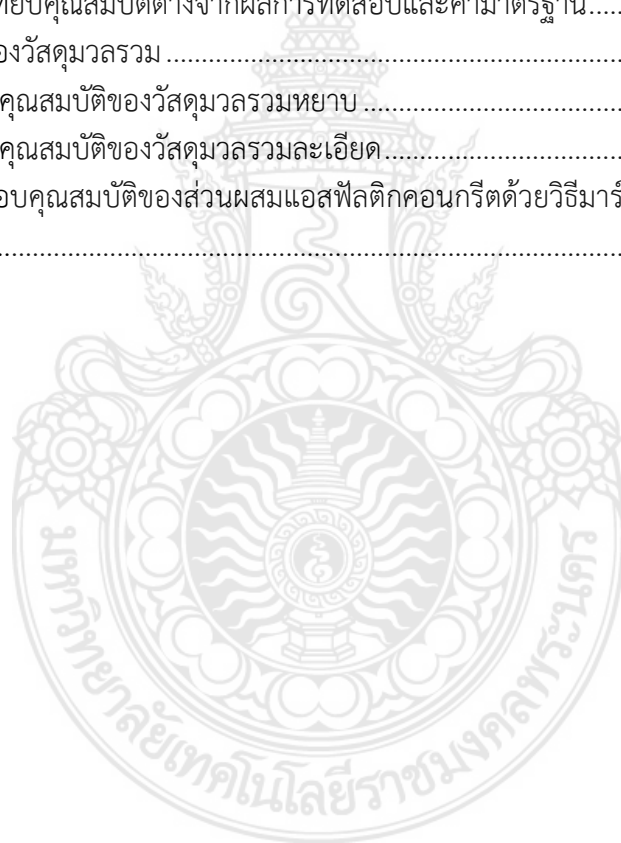 ทียบคุณสมบัติต่างจากผลการทดสอบและค่ามาตรฐาน.....
องวัสดุมวลรวม.......................................................
คุณสมบัติของวัสดุมวลรวมหยาบ...........................
คุณสมบัติของวัสดุมวลรวมละเอียด............................
อบคุณสมบัติของส่วนผสมแอสฟัลติกคอนกรีตด้วยวิธีมาร์
................................................................................
มหาวิทยาลัยเทคโนโลยีราชมงคลพระนคร